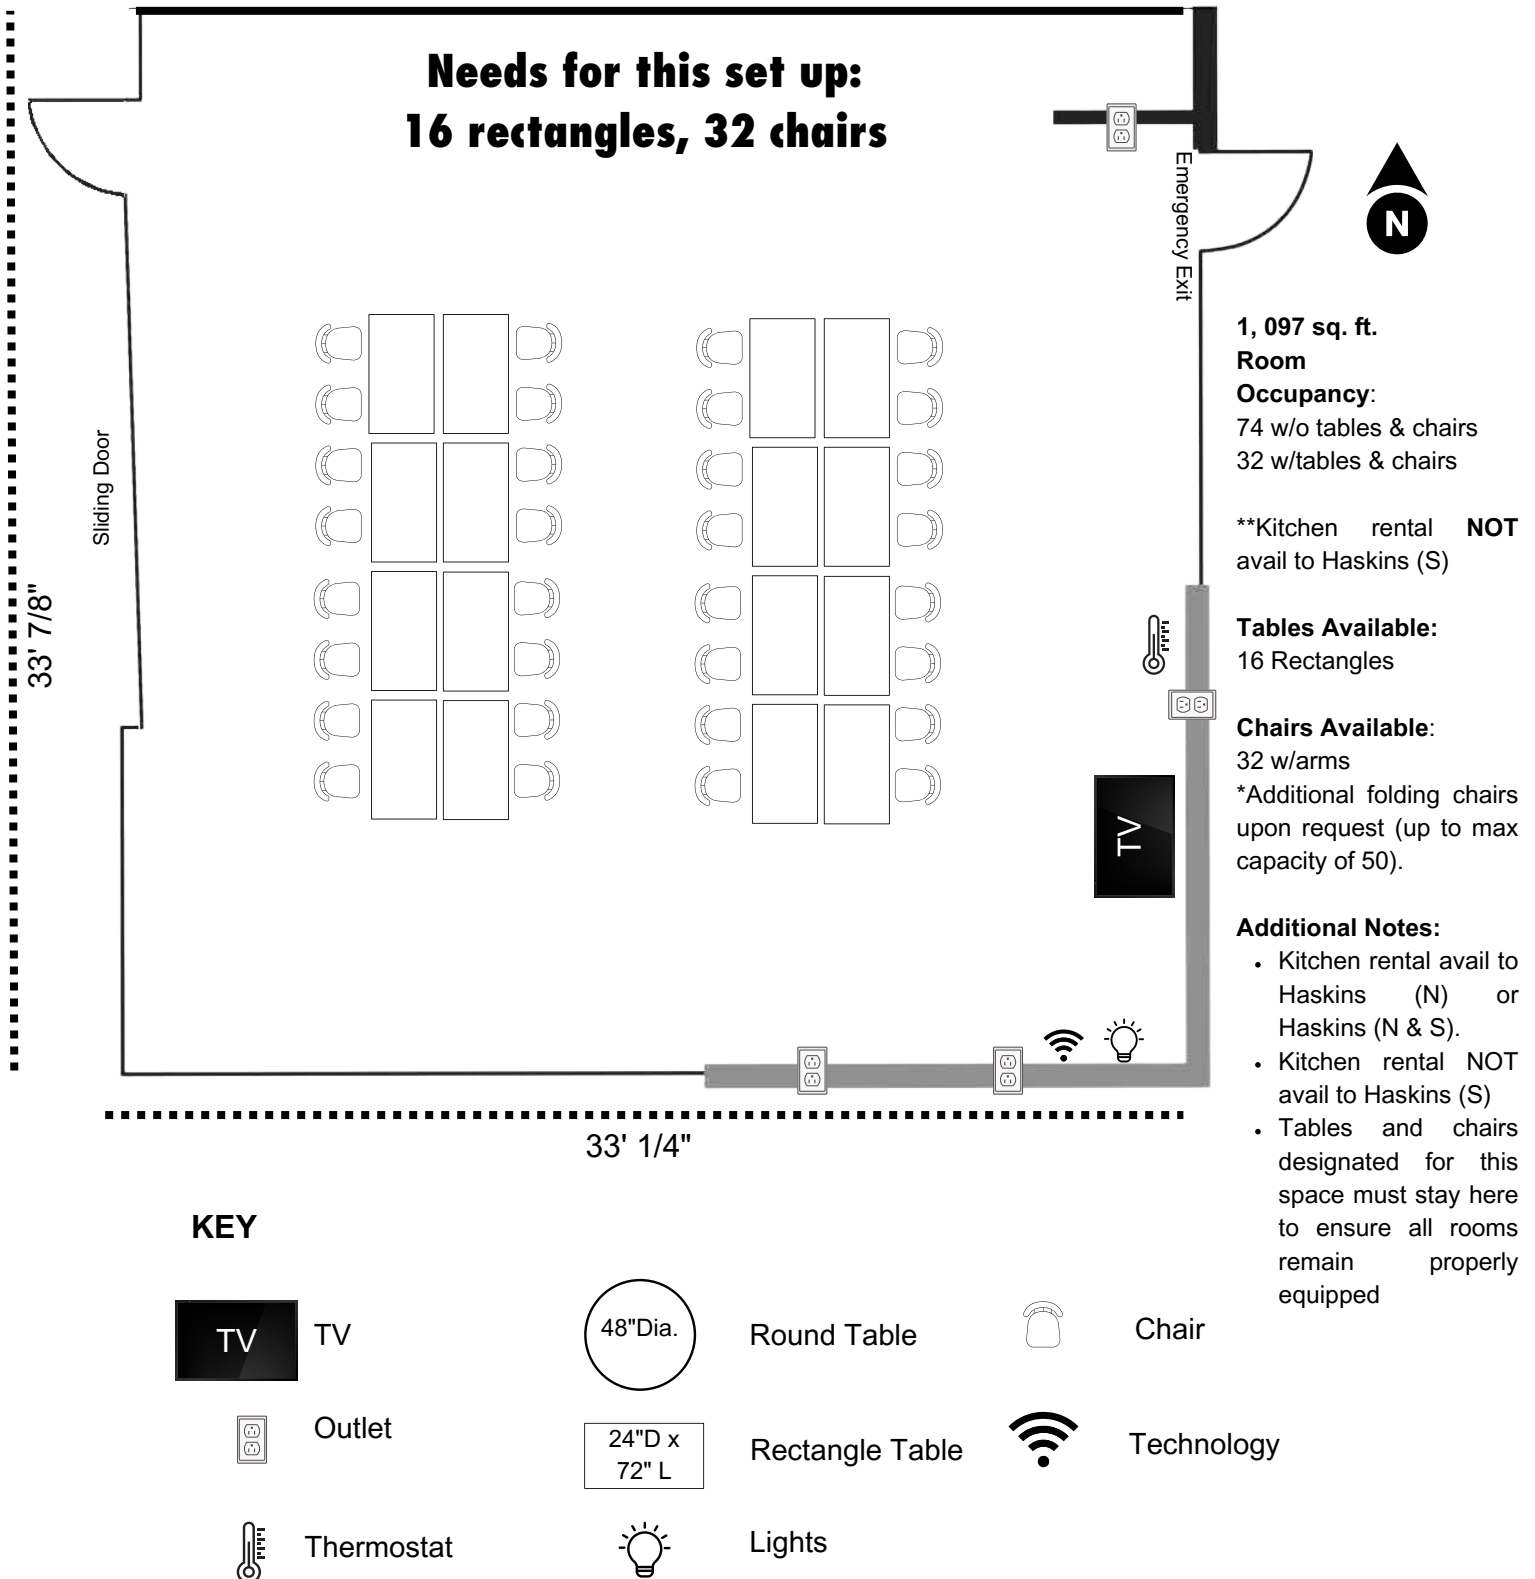 Needs for this set up:
16 rectangles, 32 chairs
Emergency Exit
N
Sliding Door
33' 7/8"
TV
33' 1/4"
1, 097 sq. ft.
Room
Occupancy:
74 w/o tables & chairs
32 w/tables & chairs
**Kitchen rental NOT
avail to Haskins (S)
Tables Available:
16 Rectangles
Chairs Available:
32 w/arms
*Additional folding chairs
upon request (up to max
capacity of 50).
Additional Notes:
• Kitchen rental avail to
Haskins (N) or
Haskins (N & S).
• Kitchen rental NOT
avail to Haskins (S)
• Tables and chairs
designated for this
space must stay here
to ensure all rooms
remain properly
equipped
KEY
TV
TV
48"Dia.
Round Table
Chair
Outlet
24"D x
72" L
Rectangle Table
Technology
Thermostat
Lights